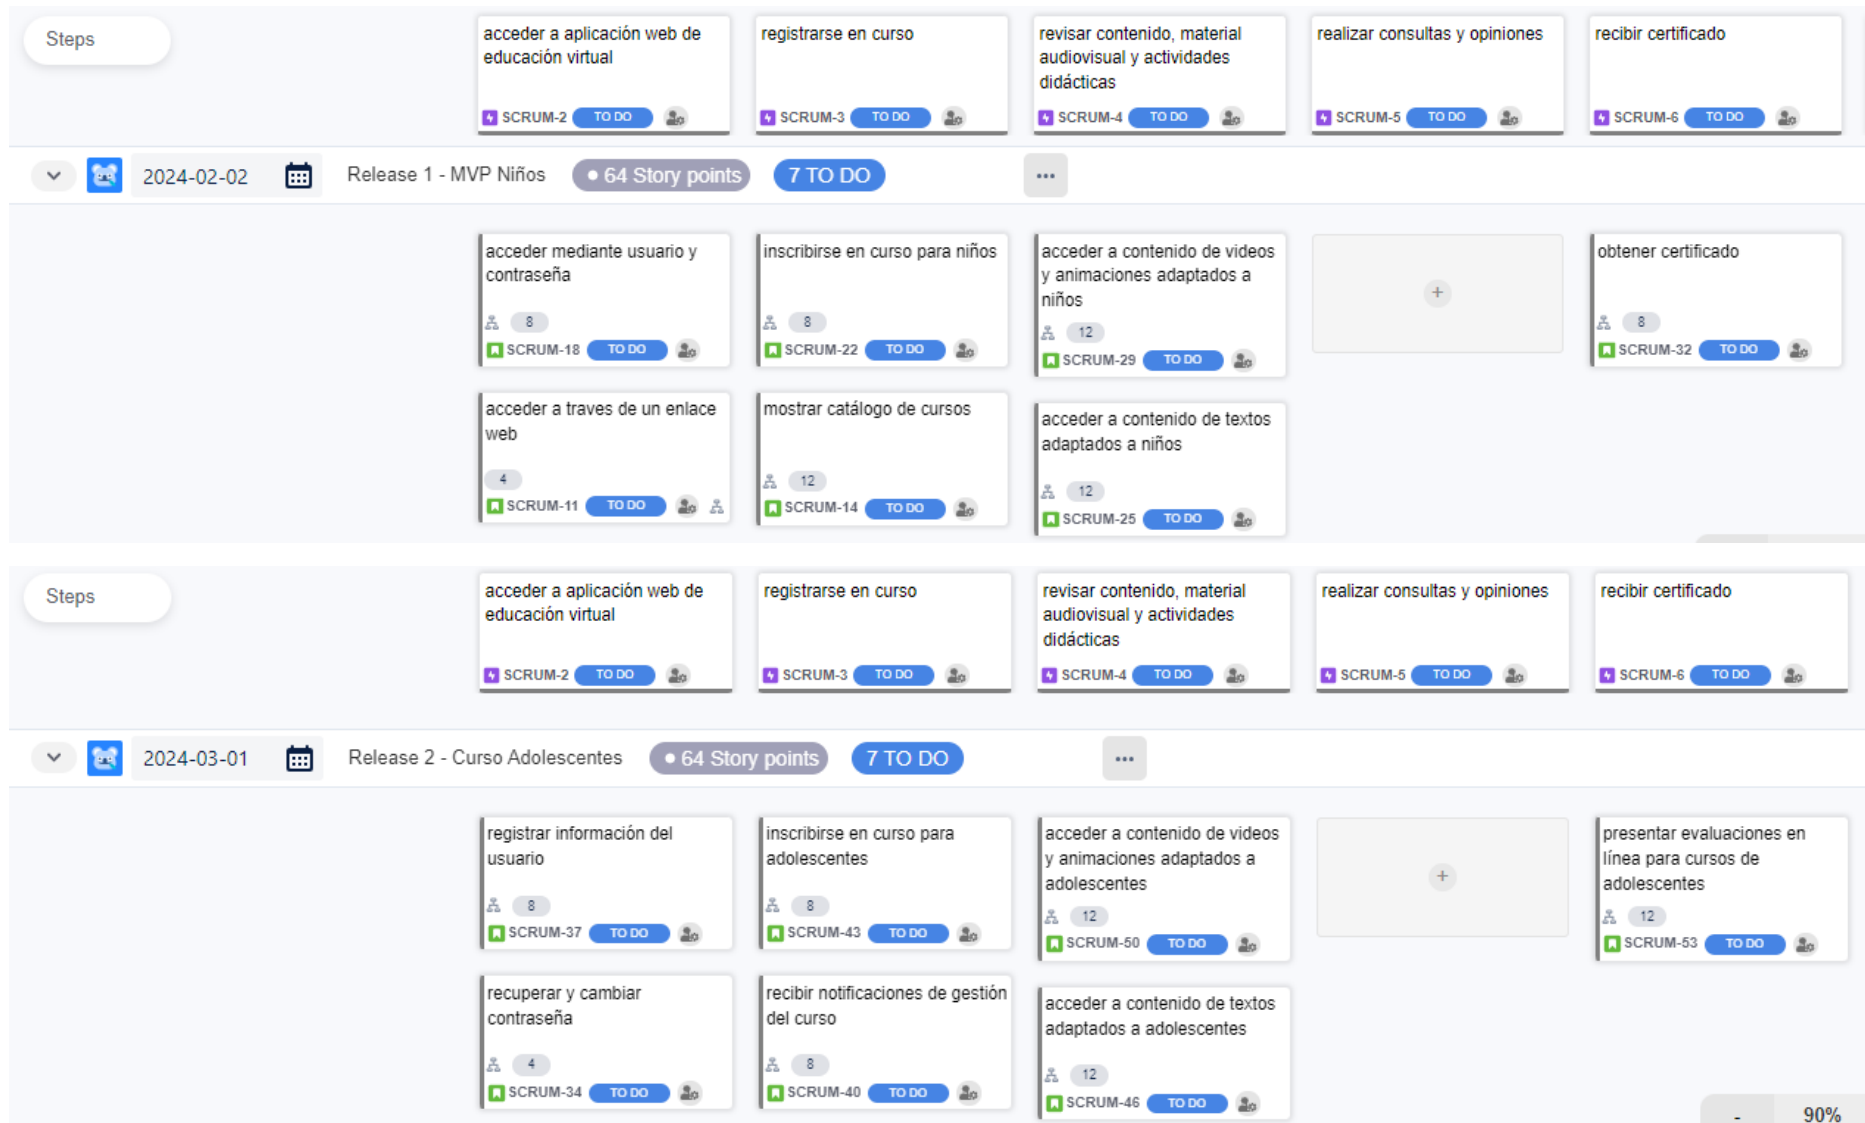 Steps
acceder a aplicación web de
educación virtual
SCRUM-2 TO DO
registrarse en curso
SCRUM-3 TO DO
revisar contenido, material
audiovisual y actividades
didácticas
SCRUM-4 TO DO
realizar consultas y opiniones
SCRUM-5 TO DO
recibir certificado
SCRUM-6 TO DO
2024-02-02 Release 1 - MVP Niños • 64 Story points 7 TO DO ...
acceder mediante usuario y
contraseña
8
SCRUM-18 TO DO
inscribirse en curso para niños
8
SCRUM-22 TO DO
acceder a contenido de videos
y animaciones adaptados a
niños
12
SCRUM-29 TO DO
+
obtener certificado
8
SCRUM-32 TO DO
acceder a traves de un enlace
web
4
SCRUM-11 TO DO
mostrar catálogo de cursos
12
SCRUM-14 TO DO
acceder a contenido de textos
adaptados a niños
12
SCRUM-25 TO DO
Steps
acceder a aplicación web de
educación virtual
SCRUM-2 TO DO
registrarse en curso
SCRUM-3 TO DO
revisar contenido, material
audiovisual y actividades
didácticas
SCRUM-4 TO DO
realizar consultas y opiniones
SCRUM-5 TO DO
recibir certificado
SCRUM-6 TO DO
2024-03-01 Release 2 - Curso Adolescentes • 64 Story points 7 TO DO ...
registrar información del
usuario
8
SCRUM-37 TO DO
inscribirse en curso para
adolescentes
8
SCRUM-43 TO DO
acceder a contenido de videos
y animaciones adaptados a
adolescentes
12
SCRUM-50 TO DO
+
presentar evaluaciones en
línea para cursos de
adolescentes
12
SCRUM-53 TO DO
recuperar y cambiar
contraseña
4
SCRUM-34 TO DO
recibir notificaciones de gestión
del curso
8
SCRUM-40 TO DO
acceder a contenido de textos
adaptados a adolescentes
12
SCRUM-46 TO DO
- 90%